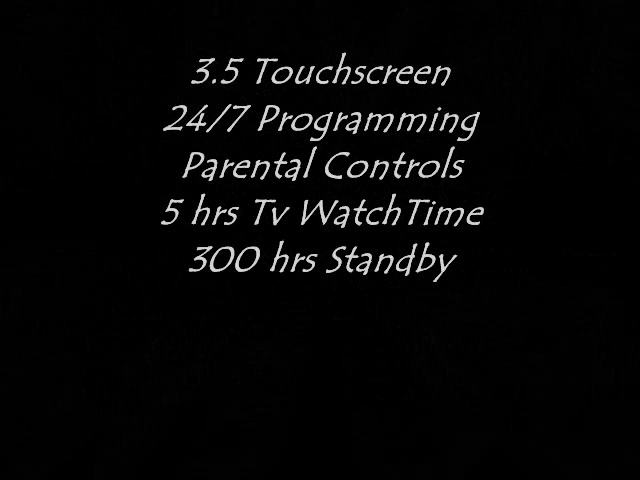 3.5 Touchscreen
24/7 Programming
Parental Controls
5 hrs Tv WatchTime
300 hrs Standby